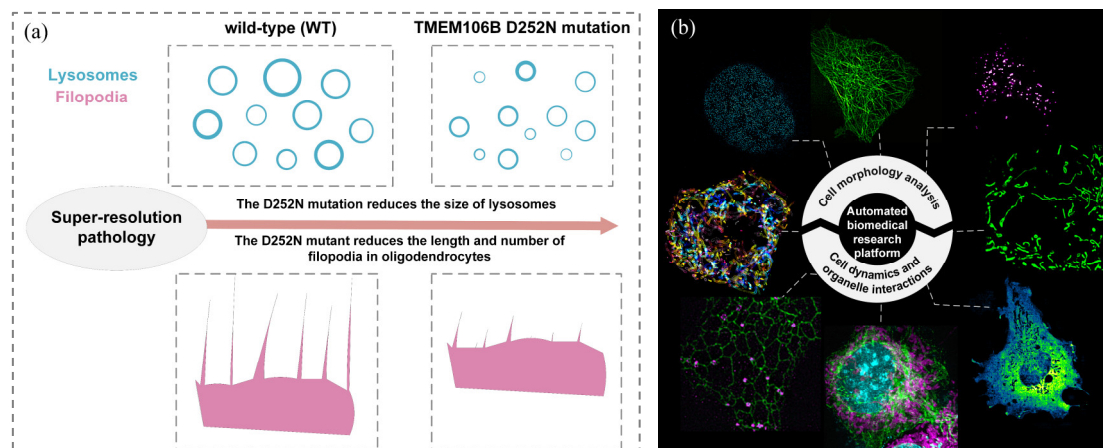 (a)
wild-type (WT)
TMEM106B D252N mutation
Lysosomes
Filopodia
Super-resolution
pathology
The D252N mutation reduces the size of lysosomes
The D252N mutant reduces the length and number of
filopodia in oligodendrocytes
(b)
Cell morphology analysis
Automated
biomedical
research
platform
Cell dynamics and
organelle interactions